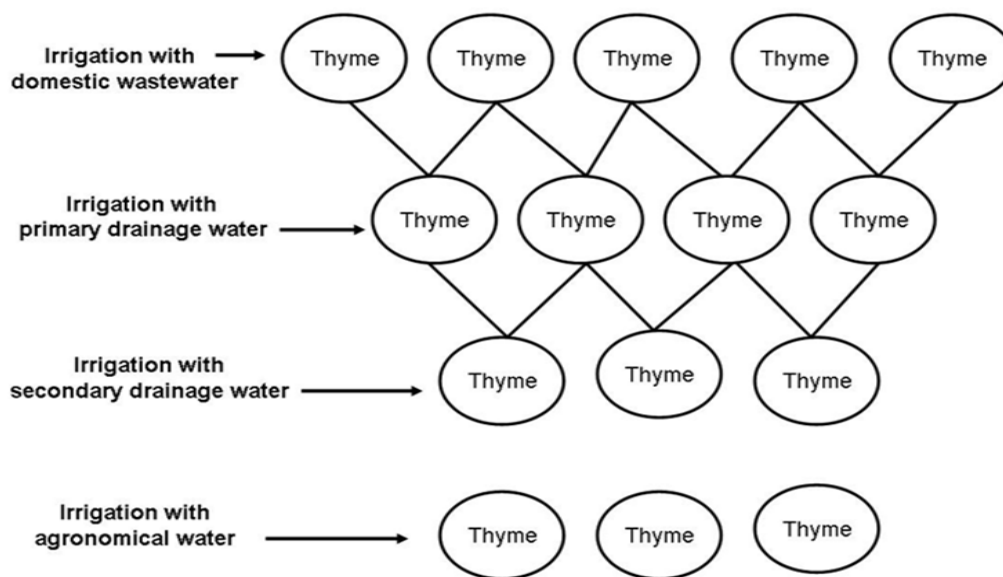 Irrigation with
domestic wastewater
Thyme Thyme Thyme Thyme Thyme
Irrigation with
primary drainage water
Thyme Thyme Thyme Thyme
Irrigation with
secondary drainage water
Thyme Thyme Thyme
Irrigation with
agronomical water
Thyme Thyme Thyme